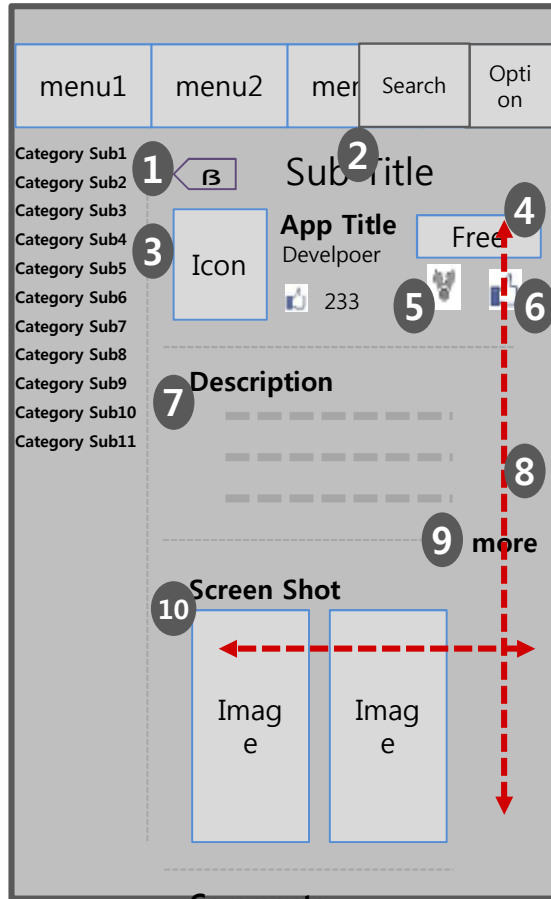 menu1
menu2
men
Search
Opti
on
Category Sub1
Category Sub2
Category Sub3
Category Sub4
Category Sub5
Category Sub6
Category Sub7
Category Sub8
Category Sub9
Category Sub10
Category Sub11
1
ß
2
Sub Title
3
Icon
App Title
Develpoer
233
4
Free
5
6
7
Description
8
9
more
Screen Shot
10
Imag
e
Imag
e